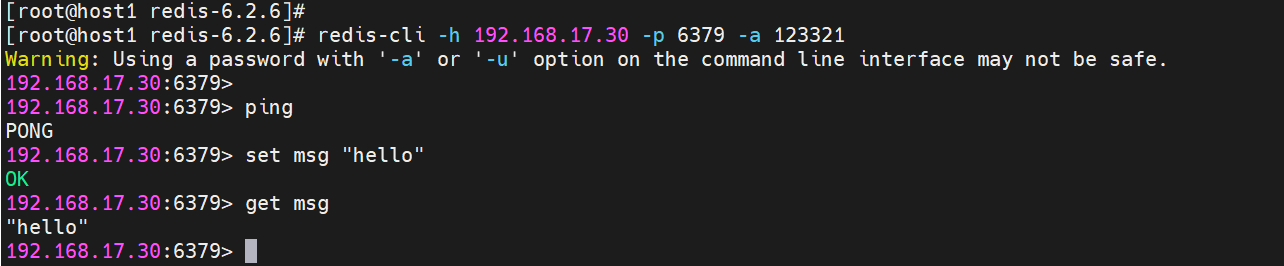 [root@host1 redis-6.2.6]#
[root@host1 redis-6.2.6]# redis-cli -h 192.168.17.30 -p 6379 -a 123321
Warning: Using a password with '-a' or '-u' option on the command line interface may not be safe.
192.168.17.30:6379>
192.168.17.30:6379> ping
PONG
192.168.17.30:6379> set msg "hello"
OK
192.168.17.30:6379> get msg
"hello"
192.168.17.30:6379>